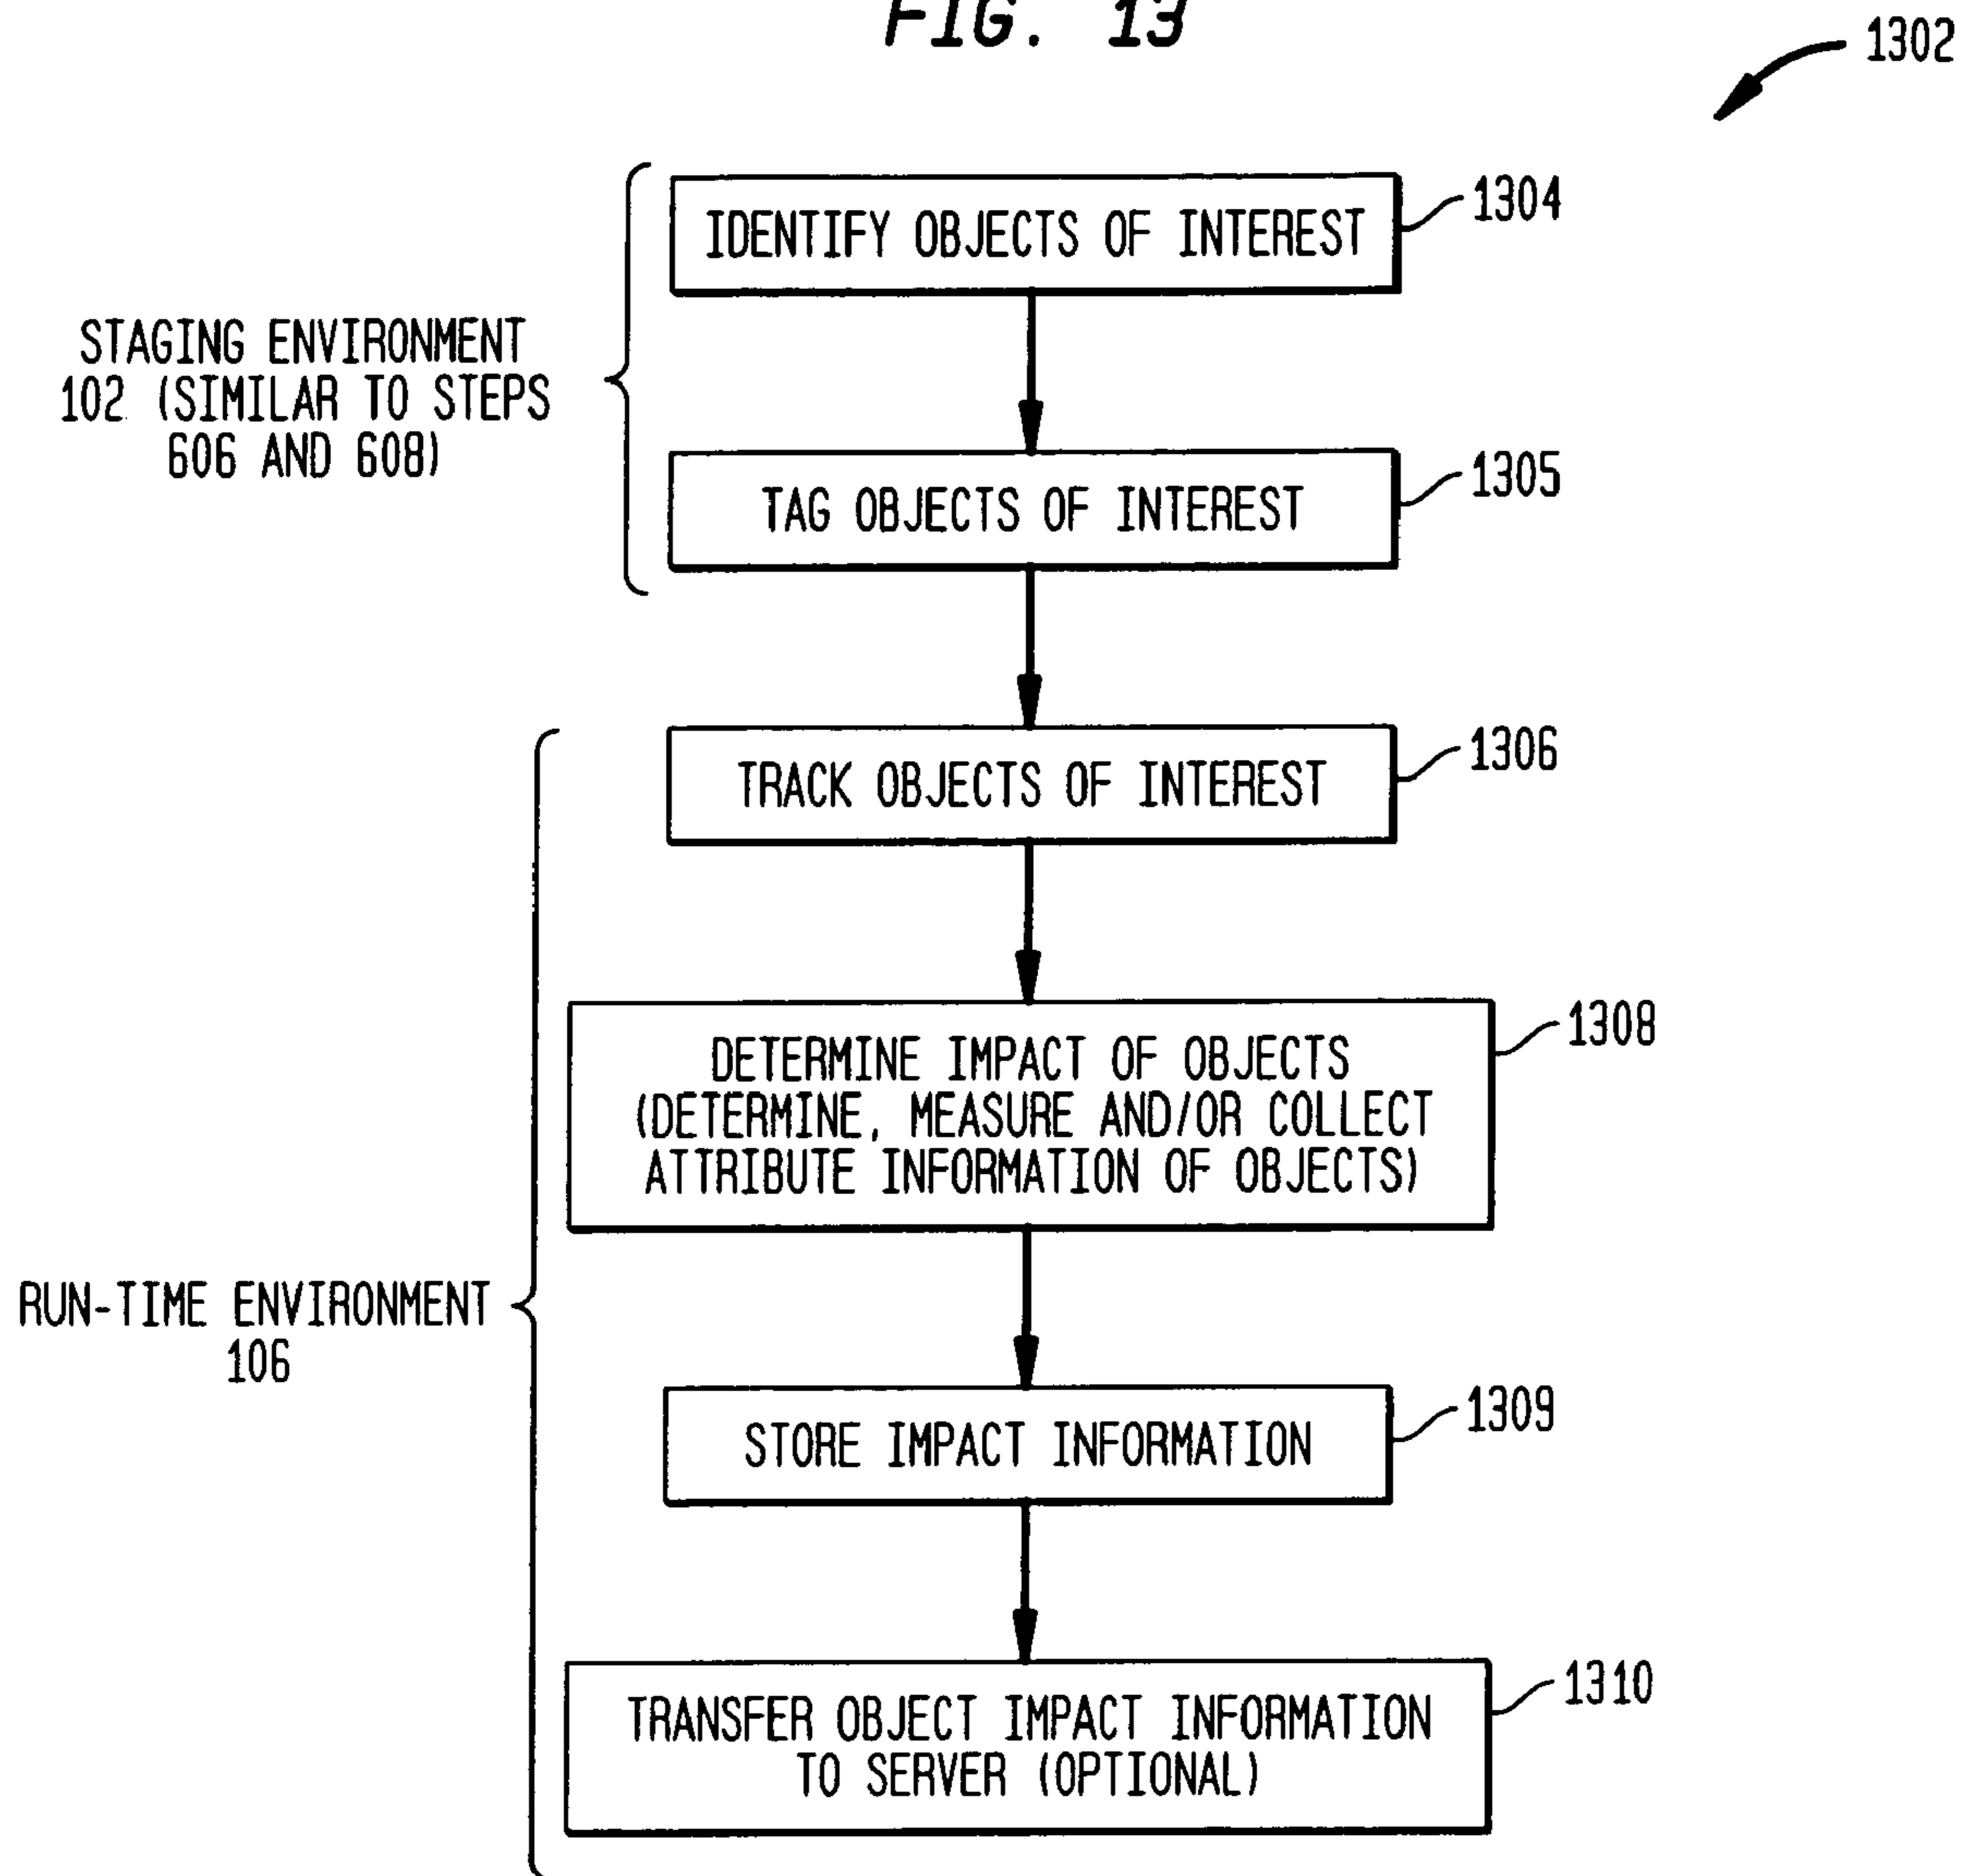 FIG. 13
1302
IDENTIFY OBJECTS OF INTEREST
1304
STAGING ENVIRONMENT
102 (SIMILAR TO STEPS
606 AND 608)
TAG OBJECTS OF INTEREST
1305
TRACK OBJECTS OF INTEREST
1306
DETERMINE IMPACT OF OBJECTS
(DETERMINE, MEASURE AND/OR COLLECT
ATTRIBUTE INFORMATION OF OBJECTS)
1308
RUN-TIME ENVIRONMENT
106
STORE IMPACT INFORMATION
1309
TRANSFER OBJECT IMPACT INFORMATION
TO SERVER (OPTIONAL)
1310